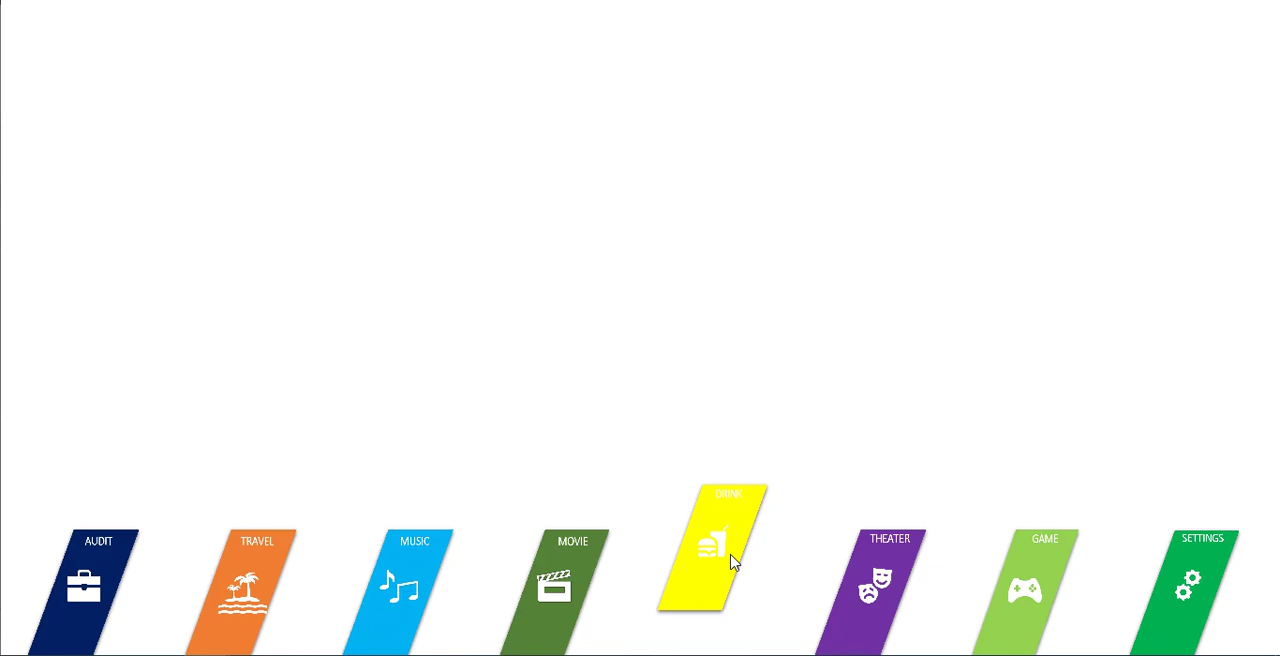 AUDIT
TRAVEL
MUSIC
MOVIE
DRINK
THEATER
GAME
SETTINGS